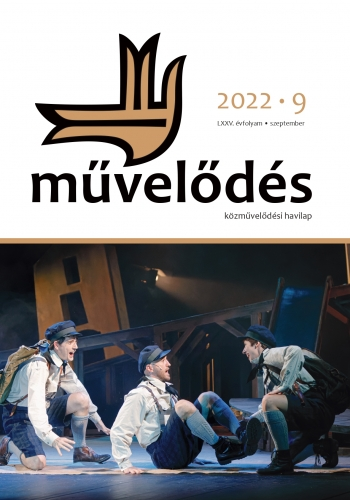 2022 • 9
LXXV. évfolyam • szeptember
művelődés
közművelődési havilap